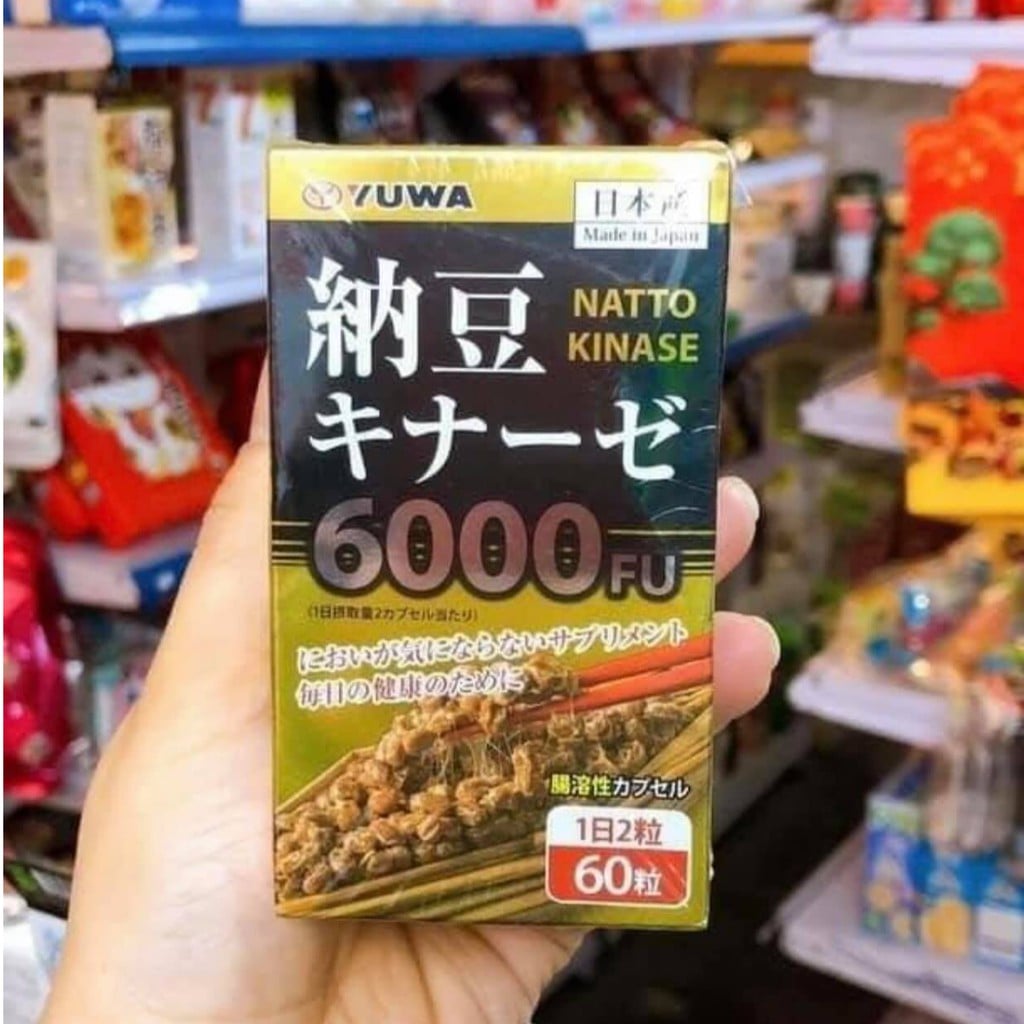 YUWA
日本産
Made in Japan
納豆
NATTO
KINASE
キナーゼ
6000FU
(1日摂取量2カプセル当たり)
においが気にならないサプリメント
毎日の健康のために
腸溶性カプセル
1日2粒
60粒